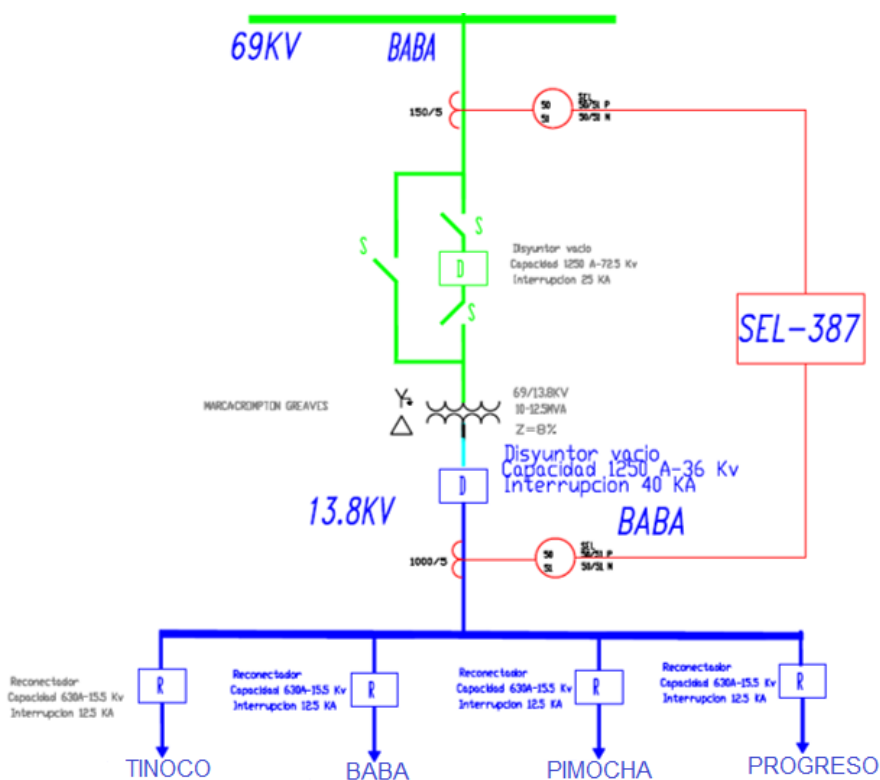 69KV
BABA
150/5
50
51
SEL
50/51 P
50/51 N
S
S
S
D
Disyuntor vacio
Capacidad 1250 A-72.5 Kv
Interrupcion 25 KA
SEL-387
MARCACROMPTON GREAVES
69/13.8KV
10-12.5MVA
Z=8%
D
Disyuntor vacio
Capacidad 1250 A-36 Kv
Interrupcion 40 KA
13.8KV
BABA
1000/5
50
51
SEL
50/51 P
50/51 N
Reconectador
Capacidad 630A-15.5 Kv
Interrupcion 12.5 KA
R
Reconectador
Capacidad 630A-15.5 Kv
Interrupcion 12.5 KA
R
Reconectador
Capacidad 630A-15.5 Kv
Interrupcion 12.5 KA
R
Reconectador
Capacidad 630A-15.5 Kv
Interrupcion 12.5 KA
R
TINOCO
BABA
PIMOCHA
PROGRESO